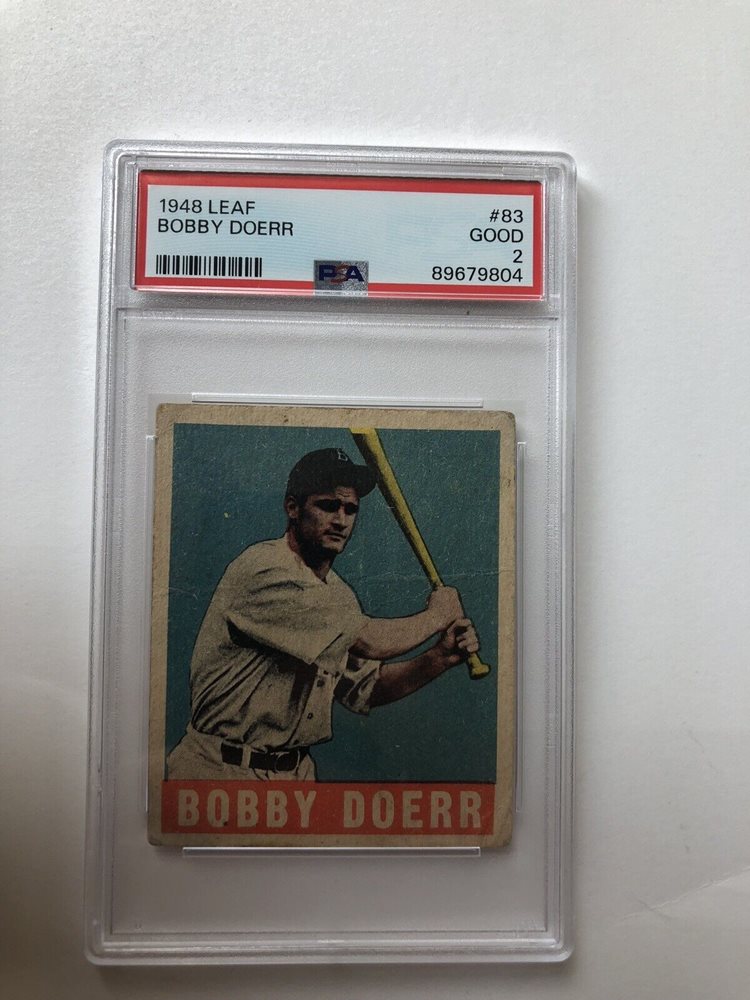 1948 LEAF
BOBBY DOERR
#83
GOOD
2
89679804
PSA
B
BOBBY DOERR